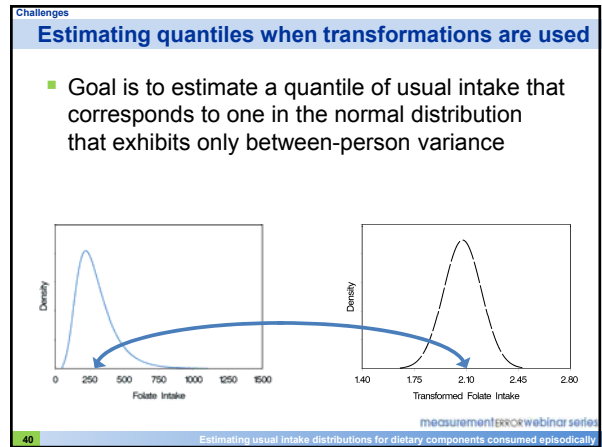 Challenges
Estimating quantiles when transformations are used
Goal is to estimate a quantile of usual intake that
corresponds to one in the normal distribution
that exhibits only between-person variance
Density
0 250 500 750 1000 1250 1500
Folate Intake
Density
1.40 1.75 2.10 2.45 2.80
Transformed Folate Intake
measurementERROR webinar series
40 Estimating usual intake distributions for dietary components consumed episodically